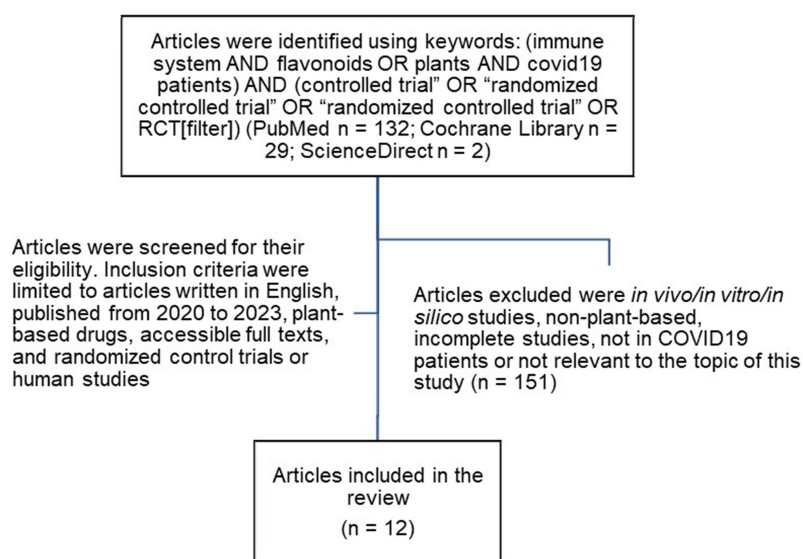 Articles were identified using keywords: (immune
system AND flavonoids OR plants AND covid19
patients) AND (controlled trial” OR “randomized
controlled trial” OR “randomized controlled trial” OR
RCT[filter]) (PubMed n = 132; Cochrane Library n =
29; ScienceDirect n = 2)
Articles were screened for their
eligibility. Inclusion criteria were
limited to articles written in English,
published from 2020 to 2023, plant-
based drugs, accessible full texts,
and randomized control trials or
human studies
Articles excluded were in vivo/in vitro/in
silico studies, non-plant-based,
incomplete studies, not in COVID19
patients or not relevant to the topic of this
study (n = 151)
Articles included in the
review
(n = 12)